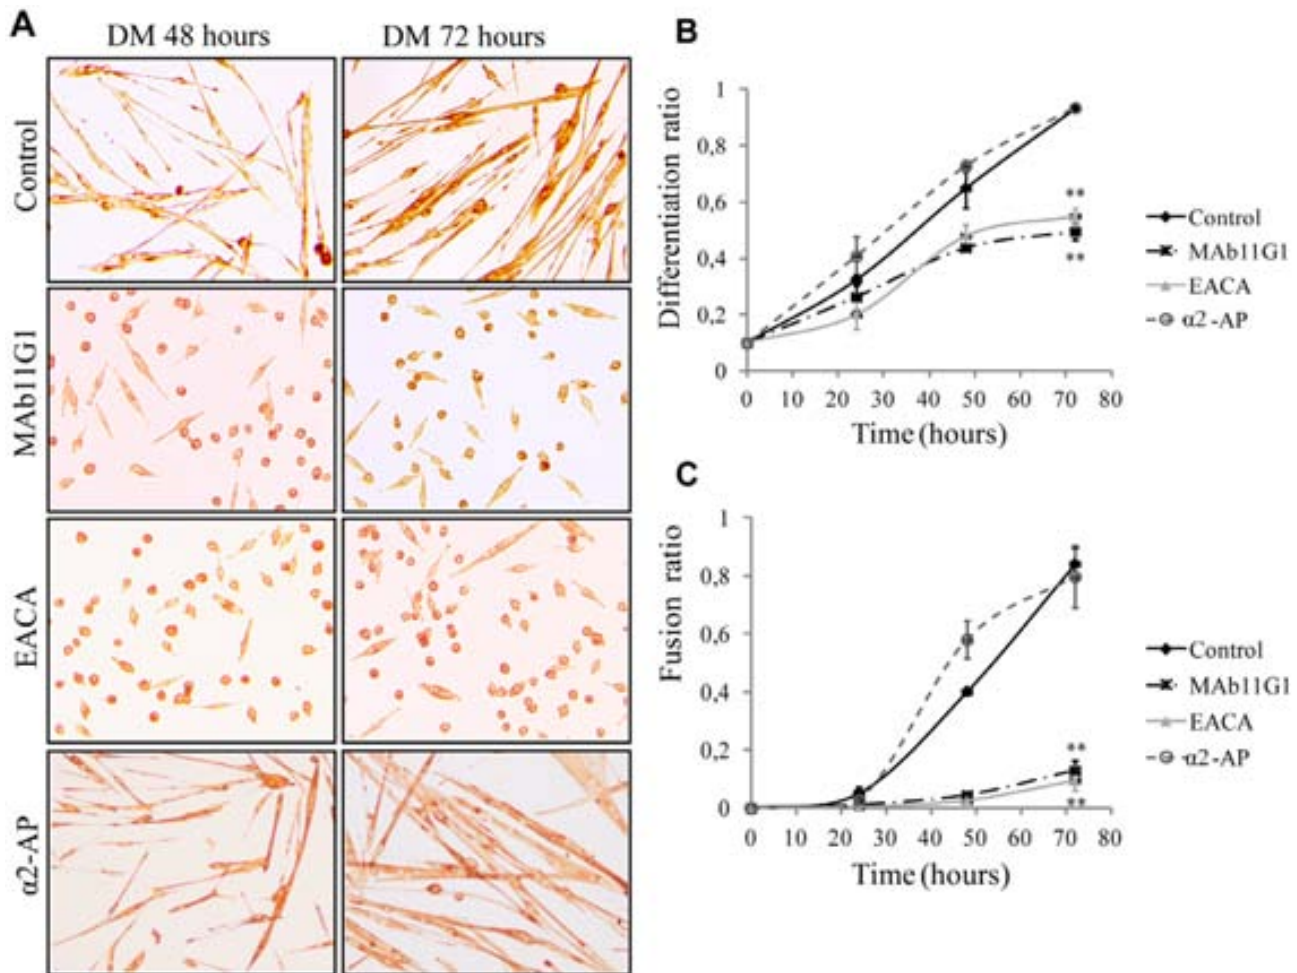 A
DM 48 hours
DM 72 hours
Control
MAb11G1
EACA
α2-AP
B
Differentiation ratio
1
0,8
0,6
0,4
0,2
0
0 10 20 30 40 50 60 70 80
Time (hours)
**
**
Control
MAb11G1
EACA
α2-AP
C
Fusion ratio
1
0,8
0,6
0,4
0,2
0
0 10 20 30 40 50 60 70 80
Time (hours)
**
**
Control
MAb11G1
EACA
α2-AP